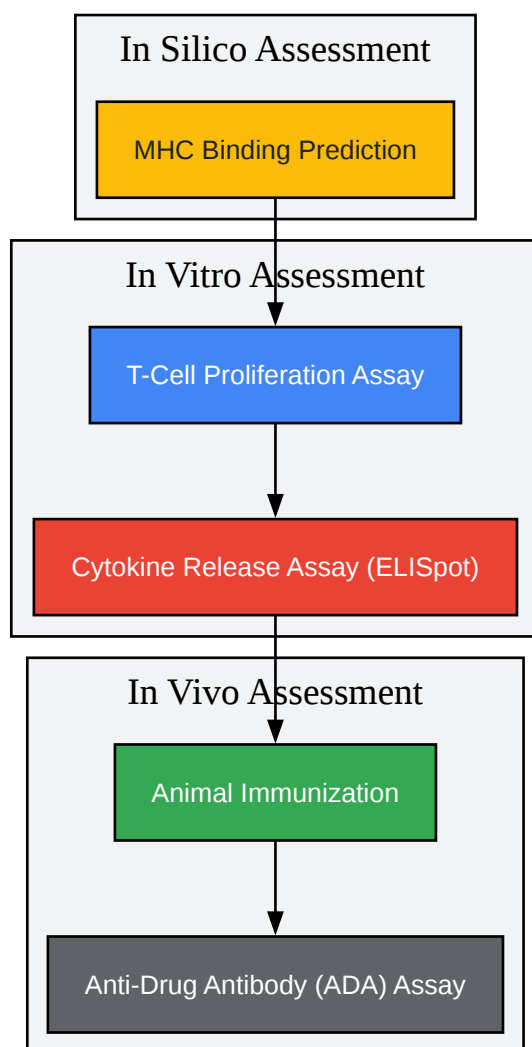 In Silico Assessment
MHC Binding Prediction
In Vitro Assessment
T-Cell Proliferation Assay
Cytokine Release Assay (ELISpot)
In Vivo Assessment
Animal Immunization
Anti-Drug Antibody (ADA) Assay